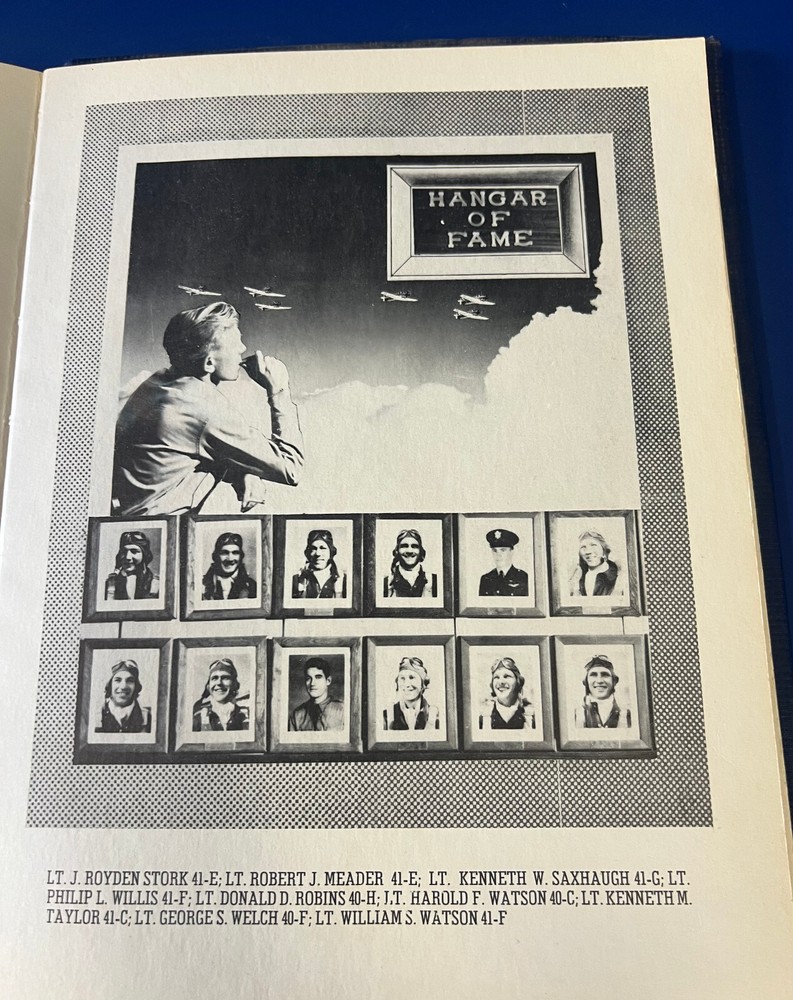 HANGAR
OF
FAME
LT. J. ROYDEN STORK 41-E; LT. ROBERT J. MEADER 41-E; LT. KENNETH W. SAXHAUGH 41-G; LT.
PHILIP L. WILLIS 41-F; LT. DONALD D. ROBINS 40-H; LT. HAROLD F. WATSON 40-C; LT. KENNETH M.
TAYLOR 41-C; LT. GEORGE S. WELCH 40-F; LT. WILLIAM S. WATSON 41-F